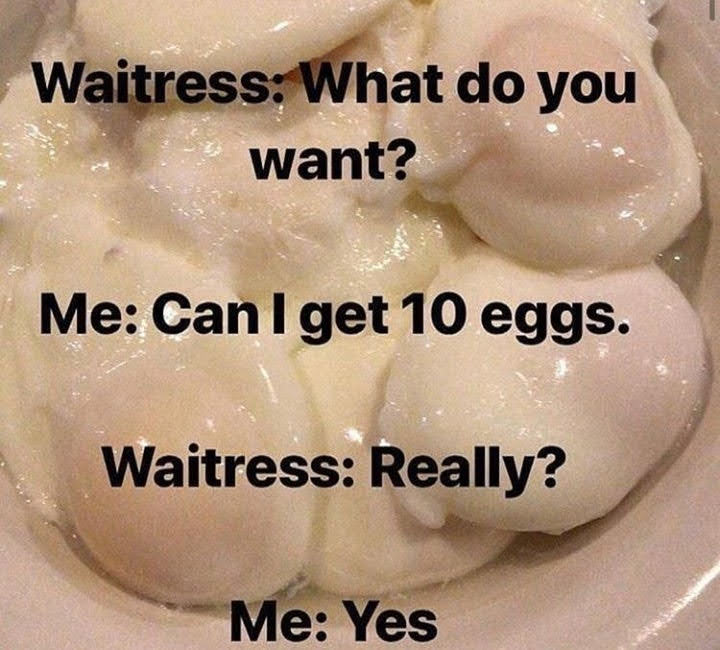 Waitress: What do you
want?
Me: Can I get 10 eggs.
Waitress: Really?
Me: Yes